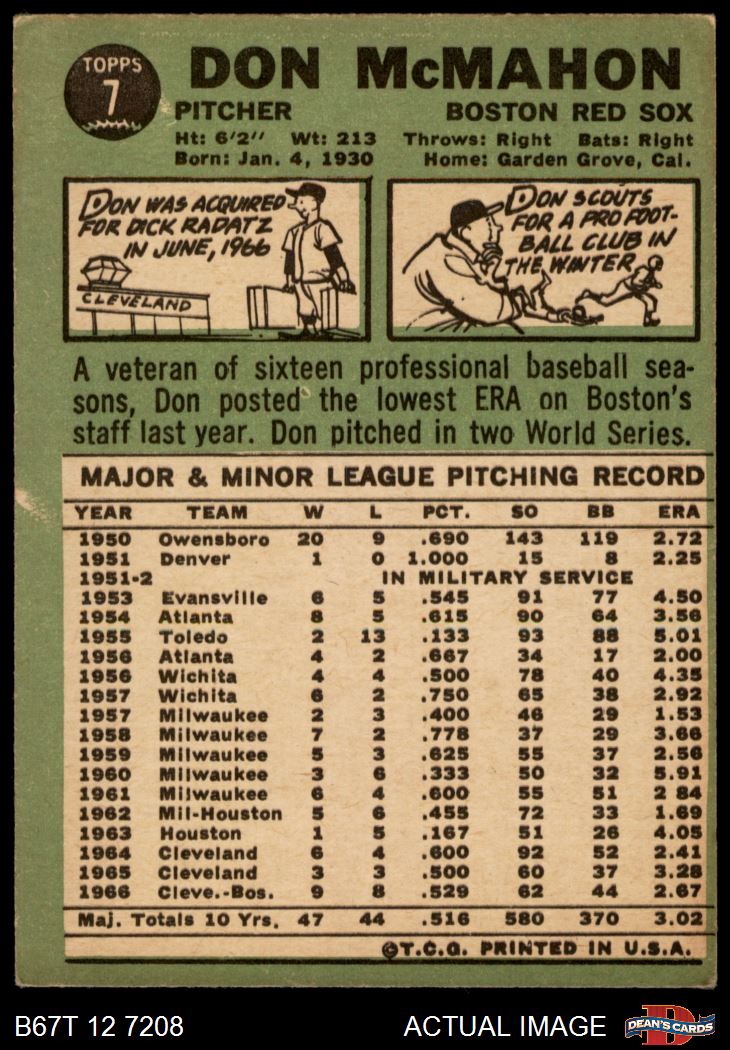 TOPPS
7
DON McMAHON
PITCHER BOSTON RED SOX
Ht: 6'2" Wt: 213 Throws: Right Bats: Right
Born: Jan. 4, 1930 Home: Garden Grove, Cal.
DON WAS ACQUIRED
FOR DICK RADATZ
IN JUNE, 1966
CLEVELAND
DON SCOUTS
FOR A PRO FOOT-
BALL CLUB IN
THE WINTER
A veteran of sixteen professional baseball sea-
sons, Don posted the lowest ERA on Boston's
staff last year. Don pitched in two World Series.
MAJOR & MINOR LEAGUE PITCHING RECORD
YEAR TEAM W L PCT. SO BB ERA
1950 Owensboro 20 9 .690 143 119 2.72
1951 Denver 1 0 1.000 15 8 2.25
1951-2 IN MILITARY SERVICE
1953 Evansville 6 5 .545 91 77 4.50
1954 Atlanta 8 5 .615 90 64 3.56
1955 Toledo 2 13 .133 93 88 5.01
1956 Atlanta 4 2 .667 34 17 2.00
1956 Wichita 4 4 .500 78 40 4.35
1957 Wichita 6 2 .750 65 38 2.92
1957 Milwaukee 2 3 .400 46 29 1.53
1958 Milwaukee 7 2 .778 37 29 3.66
1959 Milwaukee 5 3 .625 55 37 2.56
1960 Milwaukee 3 6 .333 50 32 5.91
1961 Milwaukee 6 4 .600 55 51 2 84
1962 Mil-Houston 5 6 .455 72 33 1.69
1963 Houston 1 5 .167 51 26 4.05
1964 Cleveland 6 4 .600 92 52 2.41
1965 Cleveland 3 3 .500 60 37 3.28
1966 Cleve.-Bos. 9 8 .529 62 44 2.67
Maj. Totals 10 Yrs. 47 44 .516 580 370 3.02
©T.C.G. PRINTED IN U.S.A.
B67T 12 7208 ACTUAL IMAGE
D
DEAN'S CARDS